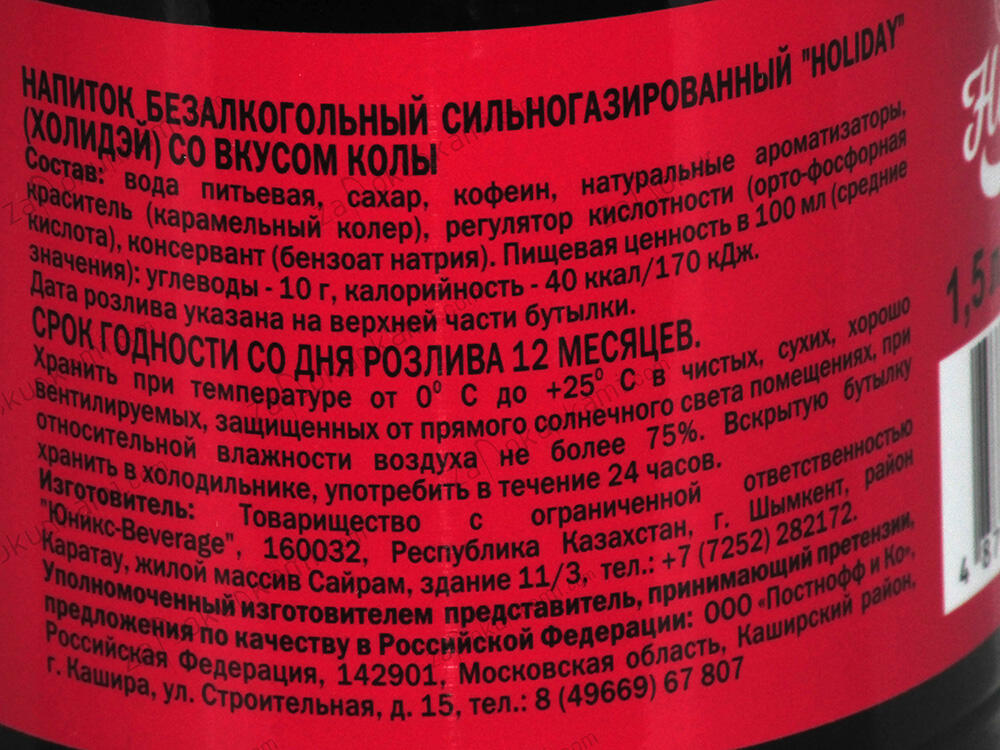 НАПИТОК БЕЗАЛКОГОЛЬНЫЙ СИЛЬНОГАЗИРОВАННЫЙ "HOLIDAY"
(ХОЛИДЭЙ) СО ВКУСОМ КОЛЫ
Состав: вода питьевая, сахар, кофеин, натуральные ароматизаторы,
краситель (карамельный колер), регулятор кислотности (орто-фосфорная
кислота), консервант (бензоат натрия). Пищевая ценность в 100 мл (средние
значения): углеводы - 10 г, калорийность - 40 ккал/170 кДж.
Дата розлива указана на верхней части бутылки.
СРОК ГОДНОСТИ СО ДНЯ РОЗЛИВА 12 МЕСЯЦЕВ.
Хранить при температуре от 0⁰ С до +25⁰ С в чистых, сухих, хорошо
вентилируемых, защищенных от прямого солнечного света помещениях, при
относительной влажности воздуха не более 75%. Вскрытую бутылку
хранить в холодильнике, употребить в течение 24 часов.
Изготовитель: Товарищество с ограниченной ответственностью
"Юникс-Beverage", 160032, Республика Казахстан, г. Шымкент, район
Каратау, жилой массив Сайрам, здание 11/3, тел.: +7 (7252) 282172.
Уполномоченный изготовителем представитель, принимающий претензии,
предложения по качеству в Российской Федерации: ООО «Постнофф и Ко»,
Российская Федерация, 142901, Московская область, Каширский район,
г. Кашира, ул. Строительная, д. 15, тел.: 8 (49669) 67 807
H
1,5 л
4 87